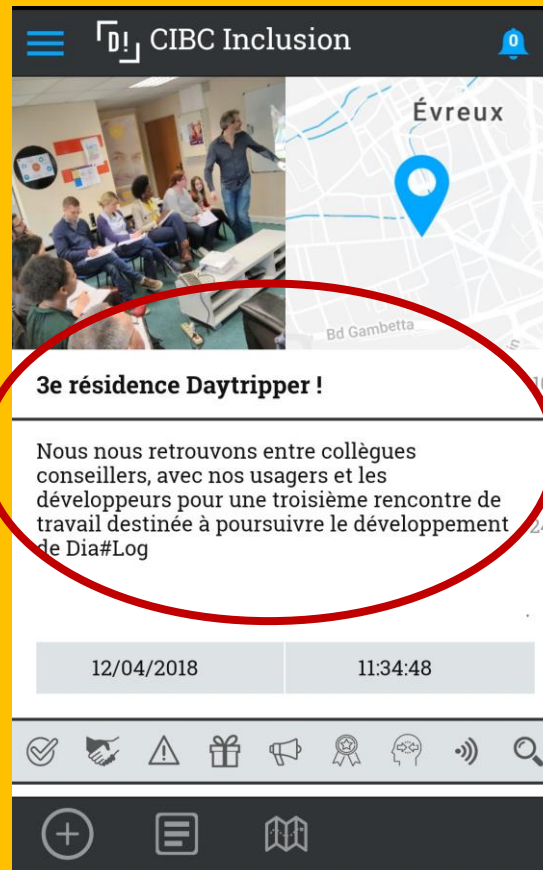 D! CIBC Inclusion
0
Évreux
Bd Gambetta
3e résidence Daytripper !
Nous nous retrouvons entre collègues
conseillers, avec nos usagers et les
développeurs pour une troisième rencontre de
travail destinée à poursuivre le développement
de Dia#Log
12/04/2018
11:34:48